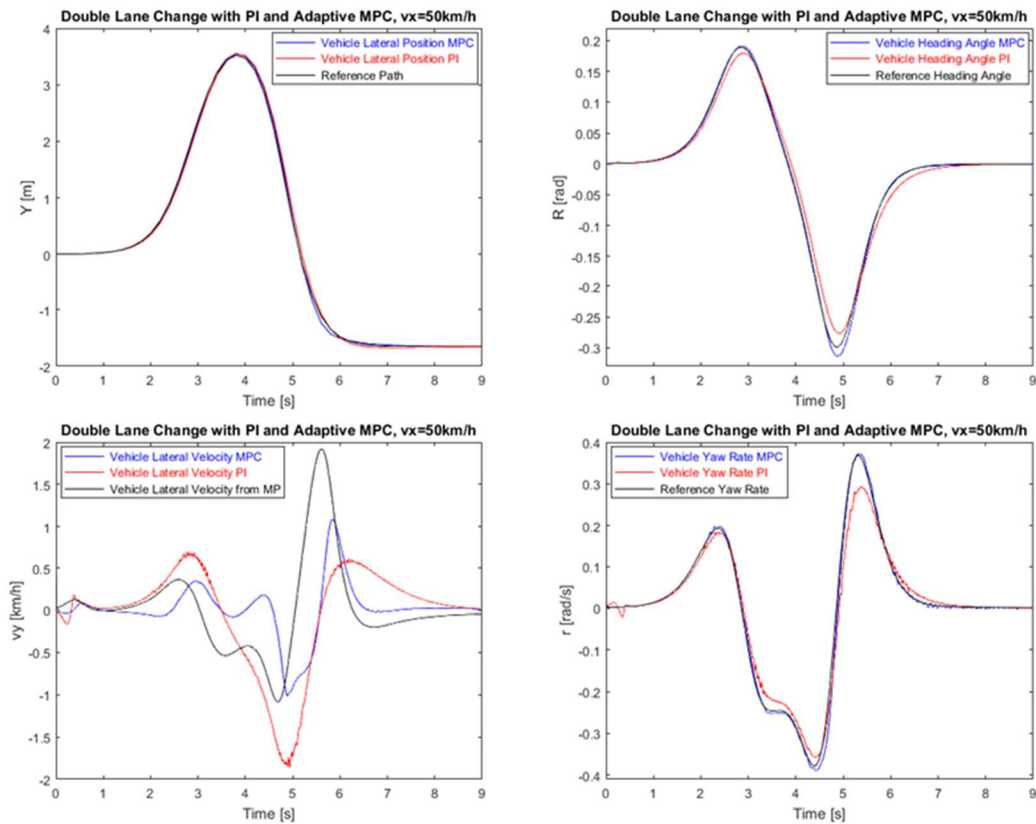 Double Lane Change with PI and Adaptive MPC, vx=50km/h
Vehicle Lateral Position MPC
Vehicle Lateral Position PI
Reference Path
4
3
2
1
0
-1
-2
Y [m]
0 1 2 3 4 5 6 7 8 9
Time [s]
Double Lane Change with PI and Adaptive MPC, vx=50km/h
Vehicle Heading Angle MPC
Vehicle Heading Angle PI
Reference Heading Angle
0.2
0.15
0.1
0.05
0
-0.05
-0.1
-0.15
-0.2
-0.25
-0.3
R [rad]
0 1 2 3 4 5 6 7 8 9
Time [s]
Double Lane Change with PI and Adaptive MPC, vx=50km/h
Vehicle Lateral Velocity MPC
Vehicle Lateral Velocity PI
Vehicle Lateral Velocity from MP
2
1.5
1
0.5
0
-0.5
-1
-1.5
-2
vy [km/h]
0 1 2 3 4 5 6 7 8 9
Time [s]
Double Lane Change with PI and Adaptive MPC, vx=50km/h
Vehicle Yaw Rate MPC
Vehicle Yaw Rate PI
Reference Yaw Rate
0.4
0.3
0.2
0.1
0
-0.1
-0.2
-0.3
-0.4
r [rad/s]
0 1 2 3 4 5 6 7 8 9
Time [s]